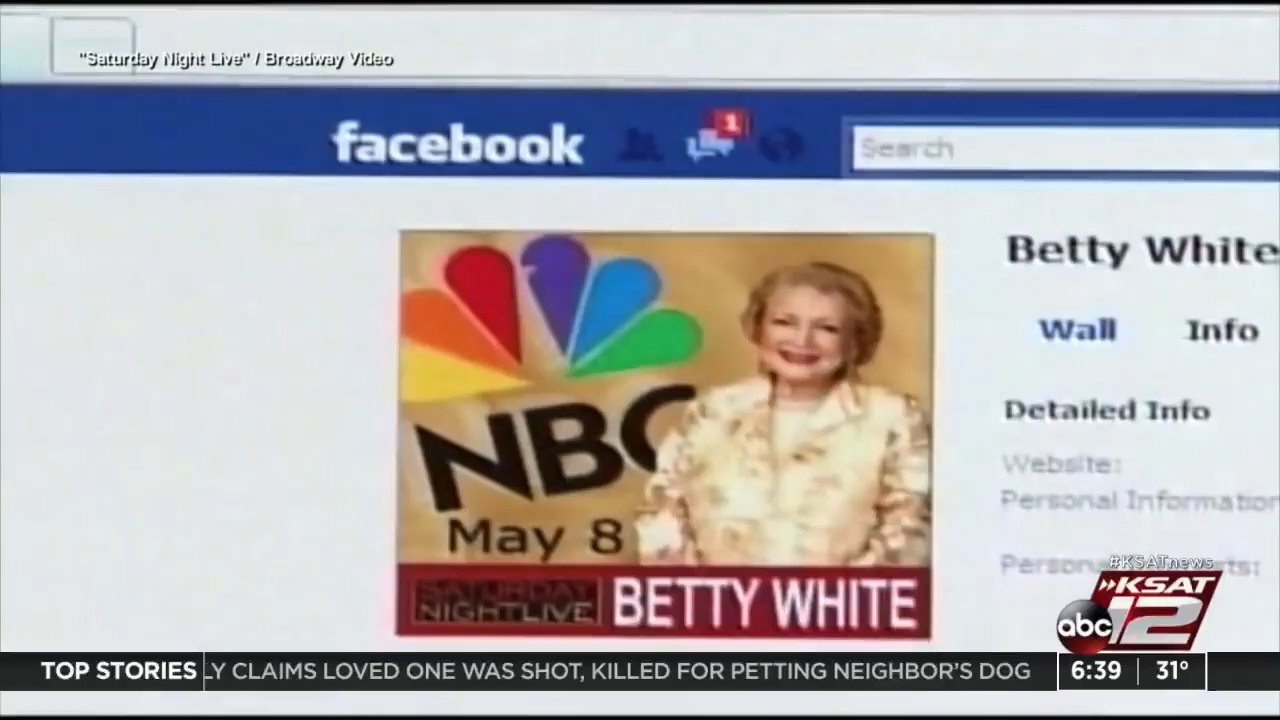 "Saturday Night Live" / Broadway Video
facebook
1
Search
NBC
May 8
SATURDAY
NIGHTLIVE
BETTY WHITE
Betty White
Wall Info
Detailed Info
Website:
Personal Information
#KSATnews
KSAT
abc 12
TOP STORIES
LY CLAIMS LOVED ONE WAS SHOT, KILLED FOR PETTING NEIGHBOR'S DOG
6:39 31°